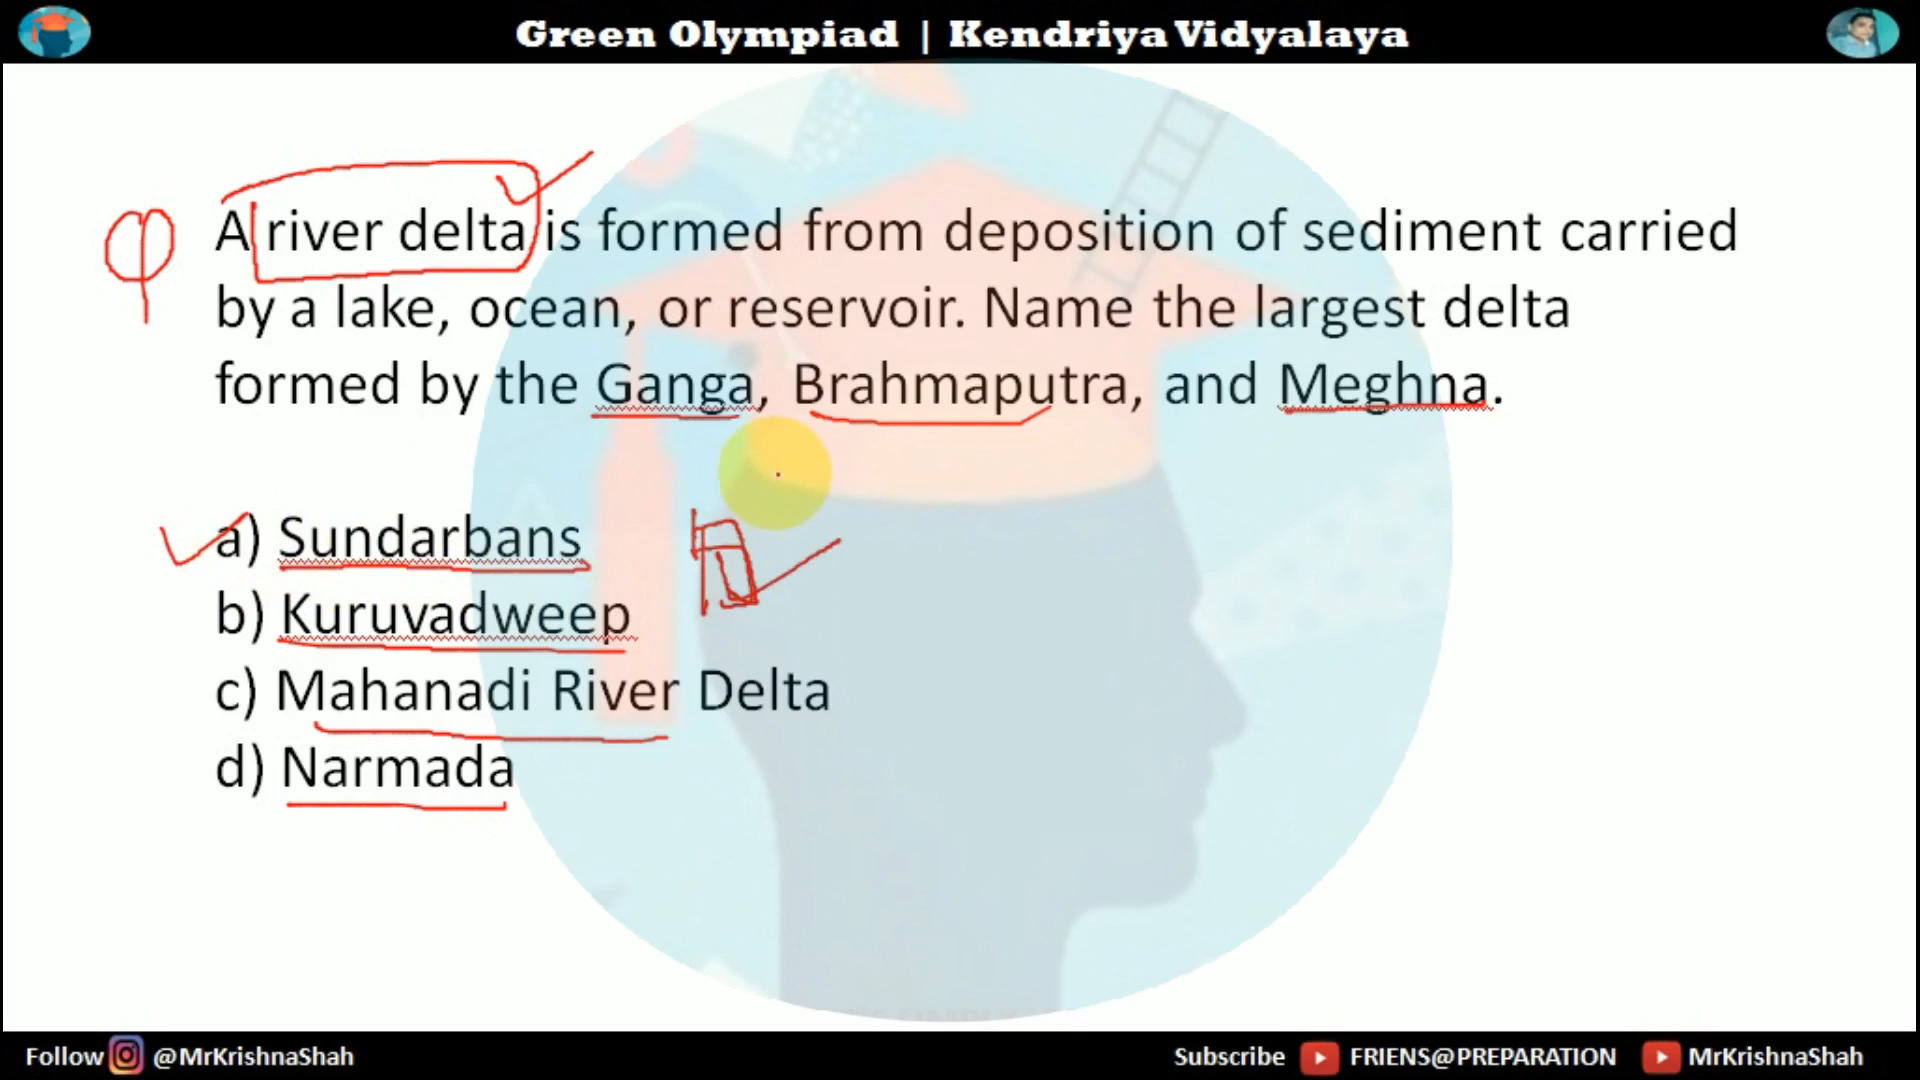 Green Olympiad | Kendriya Vidyalaya
A river delta is formed from deposition of sediment carried
by a lake, ocean, or reservoir. Name the largest delta
formed by the Ganga, Brahmaputra, and Meghna.
a) Sundarbans
b) Kuruvadweep
c) Mahanadi River Delta
d) Narmada
Follow @MrKrishnaShah Subscribe FRIENS@PREPARATION MrKrishnaShah